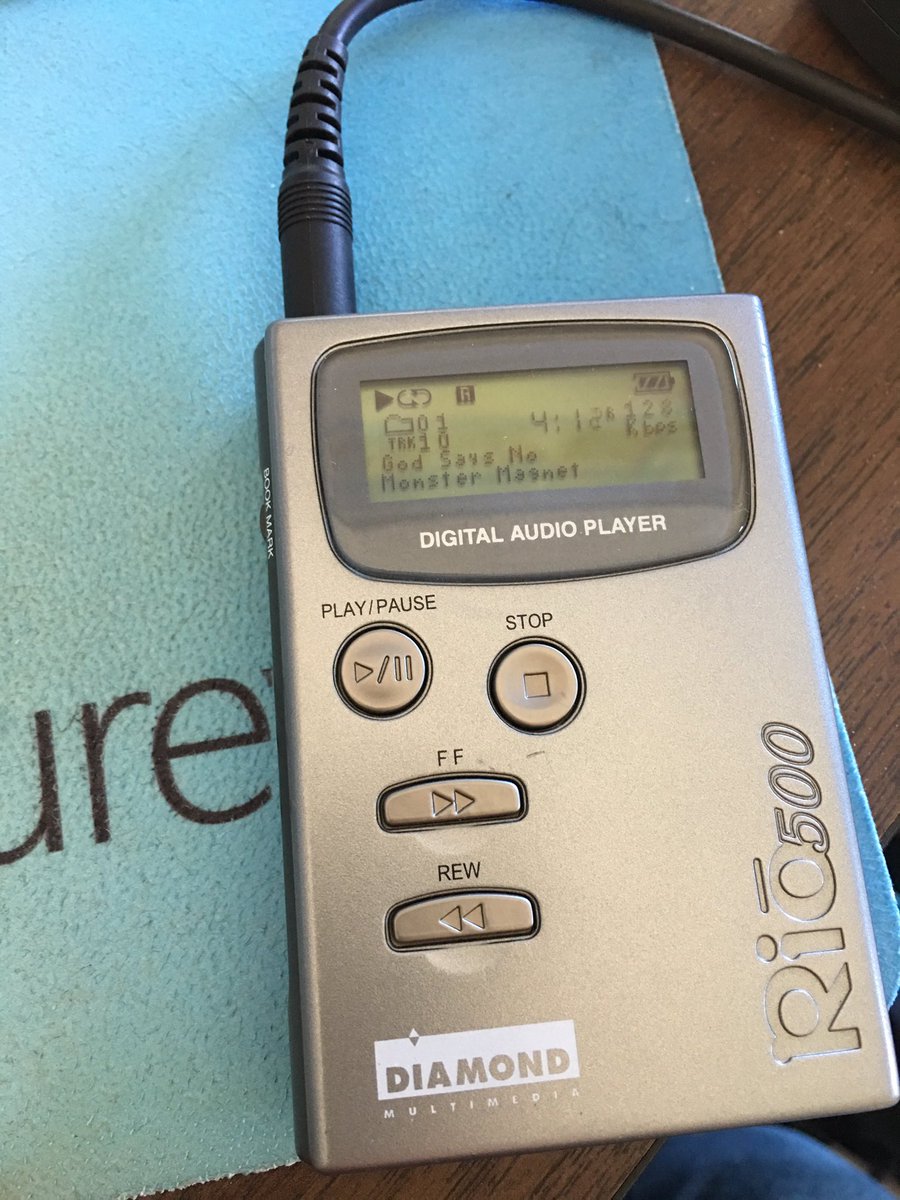 01
4:12
128
Kbps
TRK10
God Says No
Monster Magnet
DIGITAL AUDIO PLAYER
BOOK MARK
PLAY/PAUSE
STOP
FF
REW
Rio500
DIAMOND
MULTIMEDIA
ure